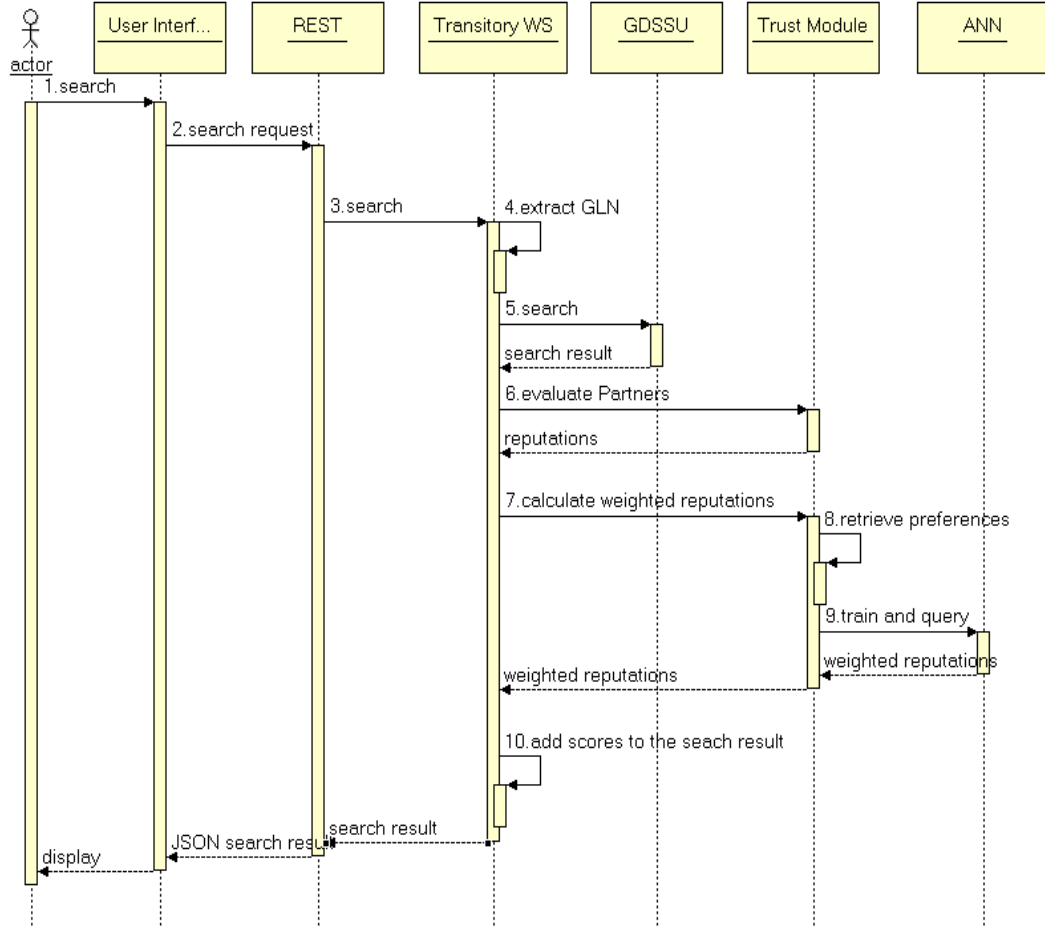 User Interf...
REST
Transitory WS
GDSSU
Trust Module
ANN
actor
1.search
2.search request
3.search
4.extract GLN
5.search
search result
6.evaluate Partners
reputations
7.calculate weighted reputations
8.retrieve preferences
9.train and query
weighted reputations
weighted reputations
10.add scores to the seach result
search result
JSON search result
display